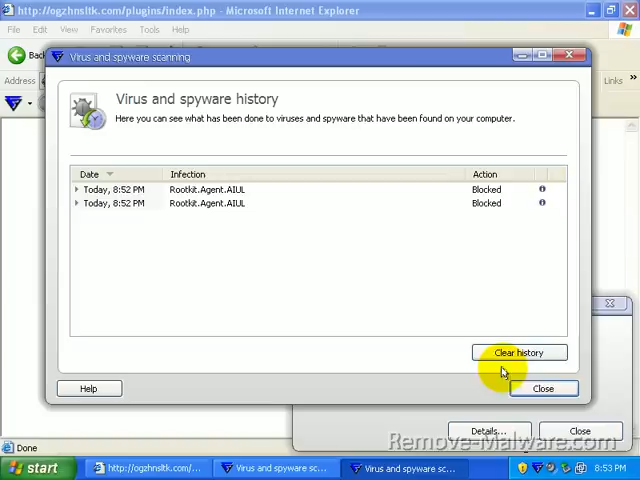 http://ogzhnsltk.com/plugins/index.php - Microsoft Internet Explorer
File Edit View Favorites Tools Help
Back
Address Links »
Virus and spyware scanning
Virus and spyware history
Here you can see what has been done to viruses and spyware that have been found on your computer.
Date Infection Action
Today, 8:52 PM Rootkit.Agent.AIUL Blocked
Today, 8:52 PM Rootkit.Agent.AIUL Blocked
Clear history
Help Close
Details... Close
Remove-Malware.com
Done
start http://ogzhnsltk.com/... Virus and spyware sc... Virus and spyware sc... 8:53 PM